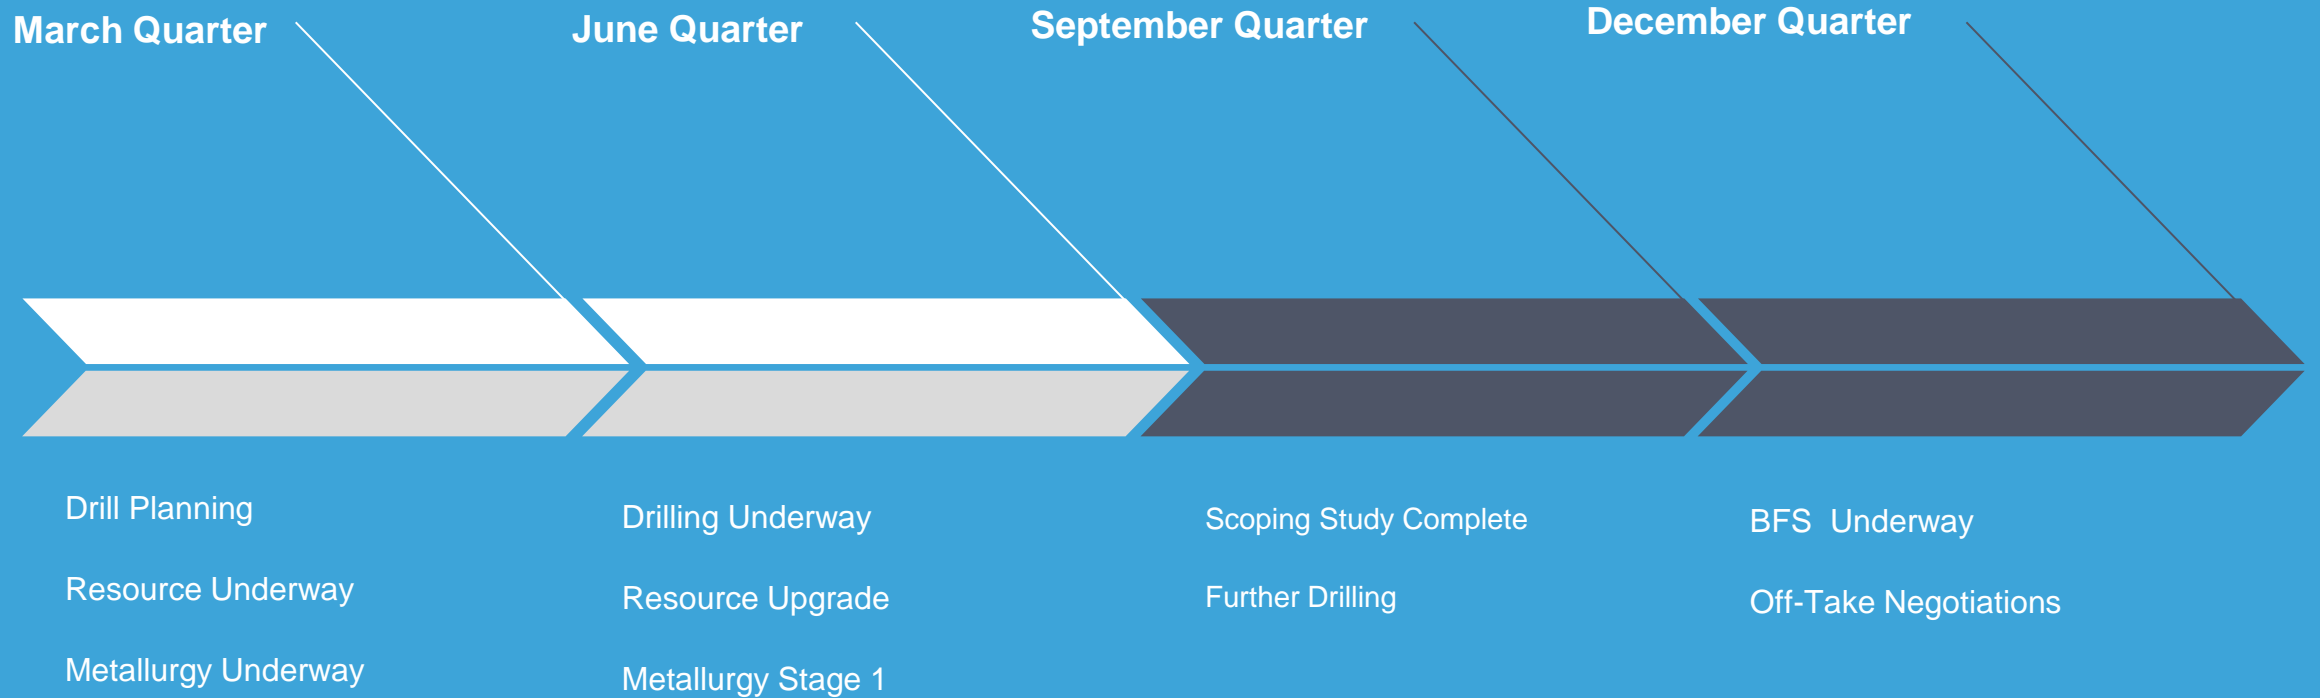 March Quarter
June Quarter
September Quarter
December Quarter
Drill Planning
Resource Underway
Metallurgy Underway
Drilling Underway
Resource Upgrade
Metallurgy Stage 1
Scoping Study Complete
Further Drilling
BFS  Underway
Off-Take Negotiations